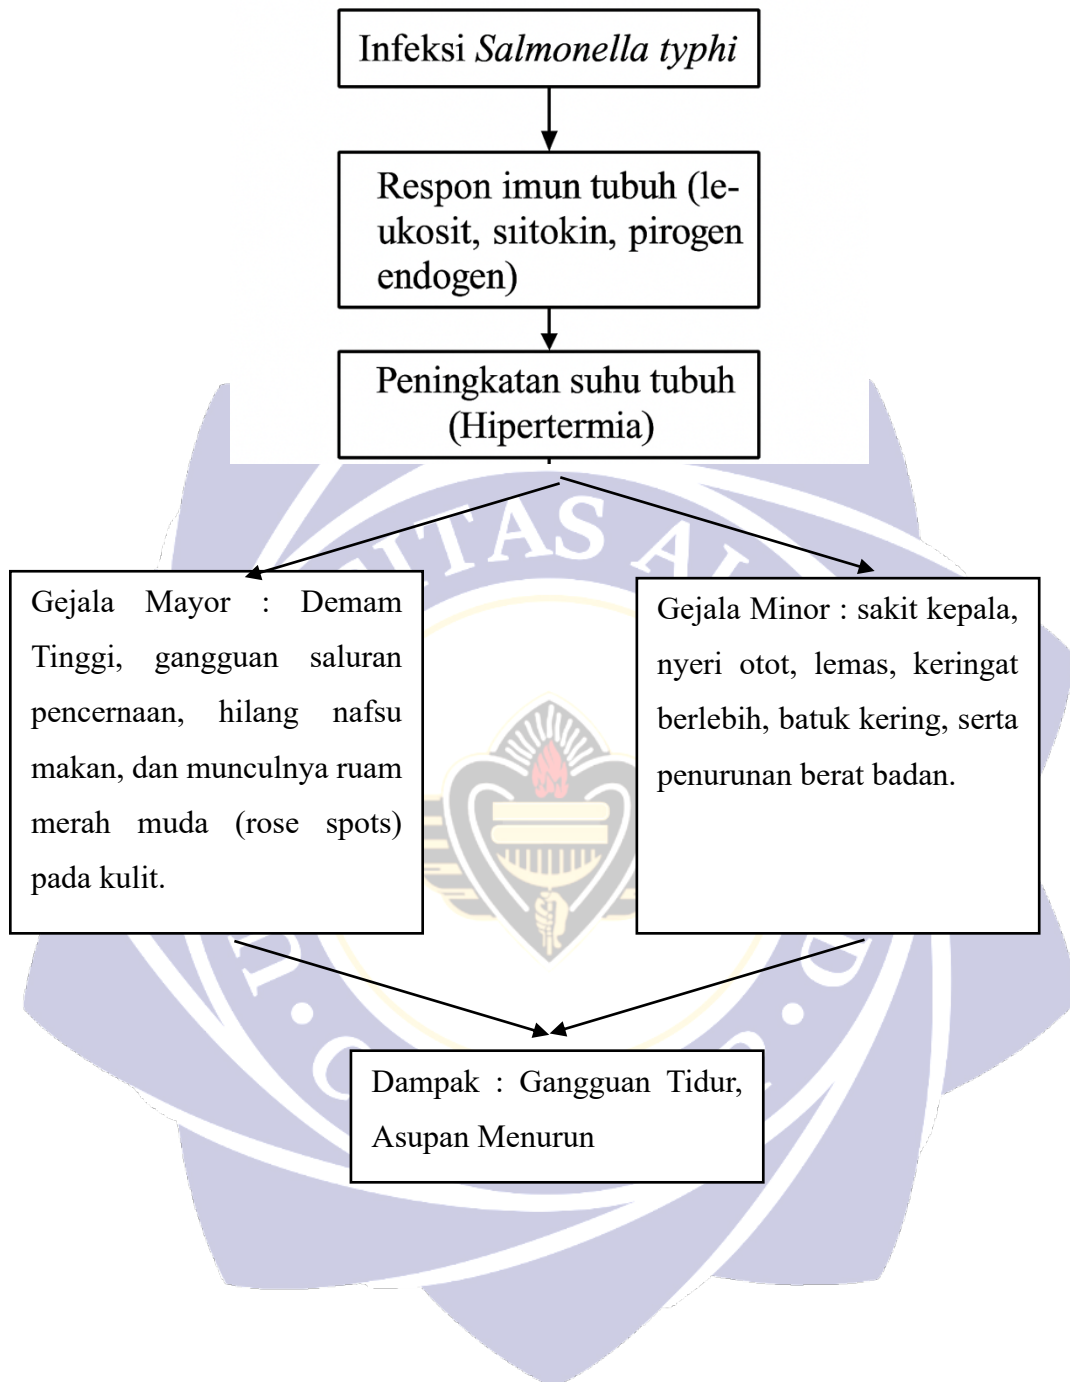 Infeksi Salmonella typhi
Respon imun tubuh (le-
ukosit, siitokin, pirogen
endogen)
Peningkatan suhu tubuh
(Hipertermia)
ITAS A
Gejala Mayor : Demam
Tinggi, gangguan saluran
pencernaan, hilang nafsu
makan, dan munculnya ruam
merah muda (rose spots)
pada kulit.
Gejala Minor : sakit kepala,
nyeri otot, lemas, keringat
berlebih, batuk kering, serta
penurunan berat badan.
Dampak : Gangguan Tidur,
Asupan Menurun